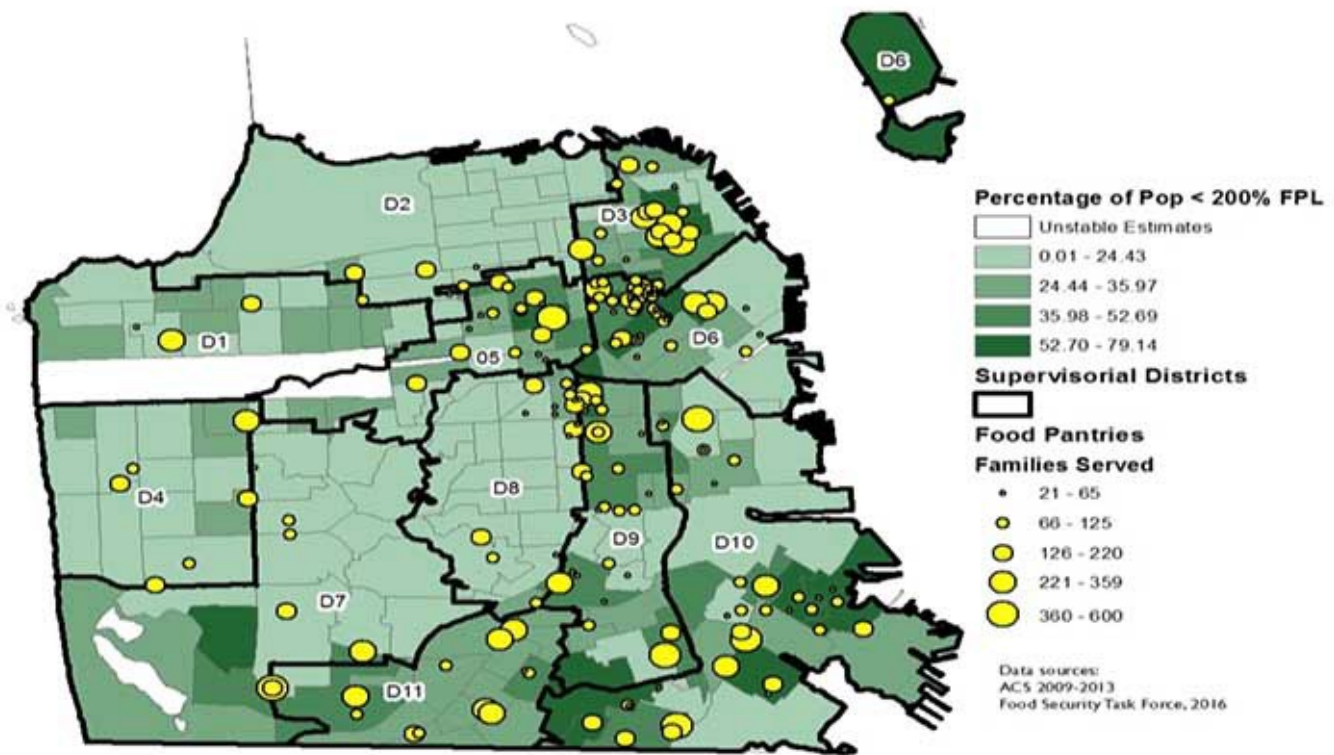 D6
D2
D3
D1
05
D6
D4
D8
D9
D10
D7
D11
Percentage of Pop < 200% FPL
Unstable Estimates
0.01 - 24.43
24.44 - 35.97
35.98 - 52.69
52.70 - 79.14
Supervisorial Districts
Food Pantries
Families Served
21 - 65
66 - 125
126 - 220
221 - 359
360 - 600
Data sources:
ACS 2009-2013
Food Security Task Force, 2016